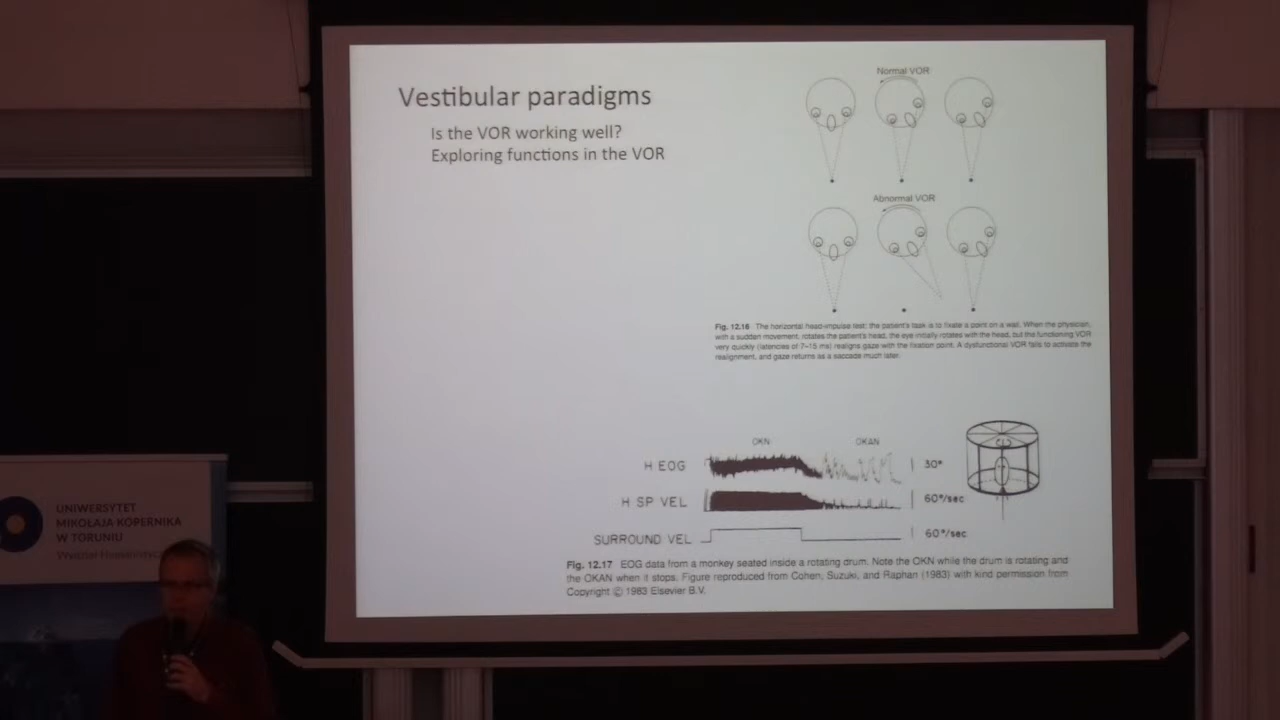 Vestibular paradigms
Is the VOR working well?
Exploring functions in the VOR
Normal VOR
Abnormal VOR
Fig. 12.16 The horizontal head-impulse test: the patient's task is to fixate a point on a wall. When the physician,
with a sudden movement, rotates the patient's head, the eye initially rotates with the head, but the functioning VOR
very quickly (latencies of 7–15 ms) realigns gaze with the fixation point. A dysfunctional VOR fails to activate the
realignment, and gaze returns as a saccade much later.
OKN OKAN
H EOG 30°
H SP VEL 60°/sec
SURROUND VEL 60°/sec
Fig. 12.17 EOG data from a monkey seated inside a rotating drum. Note the OKN while the drum is rotating and
the OKAN when it stops. Figure reproduced from Cohen, Suzuki, and Raphan (1983) with kind permission from
Copyright © 1983 Elsevier B.V.
UNIWERSYTET
MIKOŁAJA KOPERNIKA
W TORUNIU
Wydział